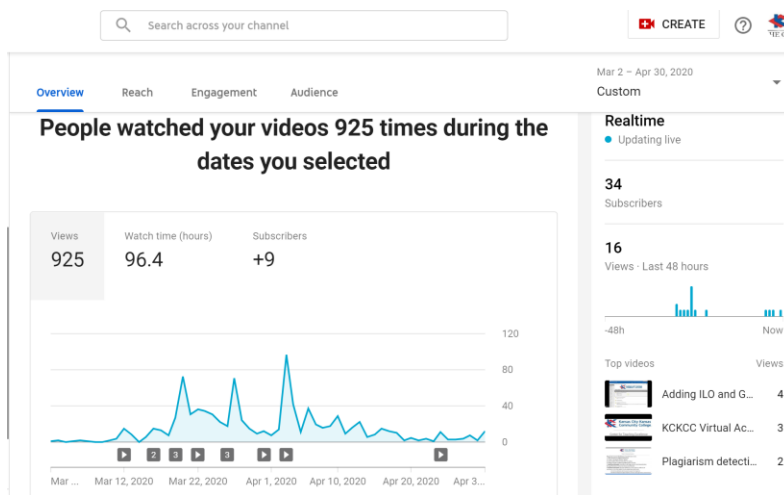 Search across your channel
CREATE
Mar 2 – Apr 30, 2020
Custom
Overview Reach Engagement Audience
People watched your videos 925 times during the
dates you selected
Views Watch time (hours) Subscribers
925 96.4 +9
120
80
40
0
2 3 3
Mar ... Mar 12, 2020 Mar 22, 2020 Apr 1, 2020 Apr 10, 2020 Apr 20, 2020 Apr 3...
Realtime
Updating live
34
Subscribers
16
Views · Last 48 hours
-48h Now
Top videos Views
Adding ILO and G... 4
KCKCC Virtual Ac... 3
Plagiarism detecti... 2